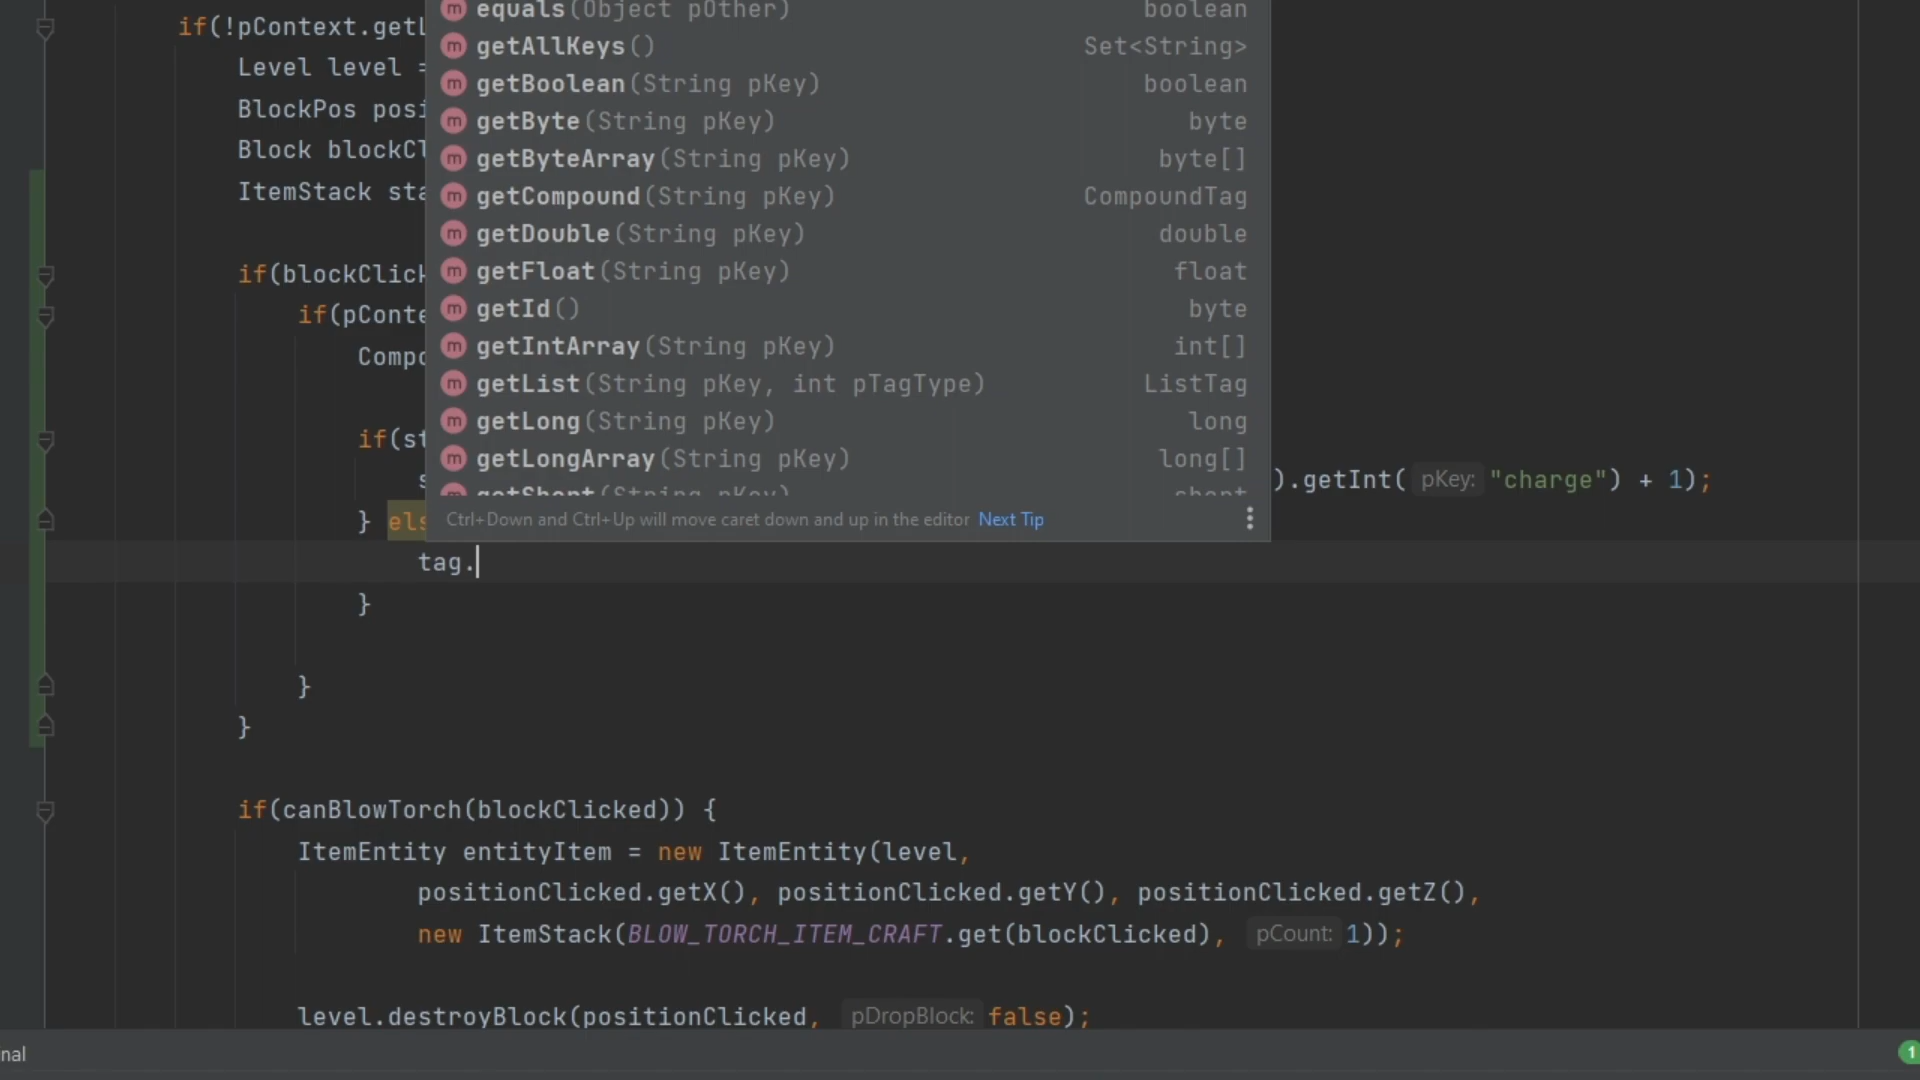 if(!pContext.getL
Level level =
BlockPos posi
Block blockCl
ItemStack sta
if(blockClick
if(pConte
Compo
if(st
s
).getInt( pKey: "charge") + 1);
} els
tag.
}
}
}
equals(Object pOther) boolean
getAllKeys() Set<String>
getBoolean(String pKey) boolean
getByte(String pKey) byte
getByteArray(String pKey) byte[]
getCompound(String pKey) CompoundTag
getDouble(String pKey) double
getFloat(String pKey) float
getId() byte
getIntArray(String pKey) int[]
getList(String pKey, int pTagType) ListTag
getLong(String pKey) long
getLongArray(String pKey) long[]
getShort(String pKey) short
Ctrl+Down and Ctrl+Up will move caret down and up in the editor Next Tip
if(canBlowTorch(blockClicked)) {
ItemEntity entityItem = new ItemEntity(level,
positionClicked.getX(), positionClicked.getY(), positionClicked.getZ(),
new ItemStack(BLOW_TORCH_ITEM_CRAFT.get(blockClicked), pCount: 1));
level.destroyBlock(positionClicked, pDropBlock: false);
nal
1